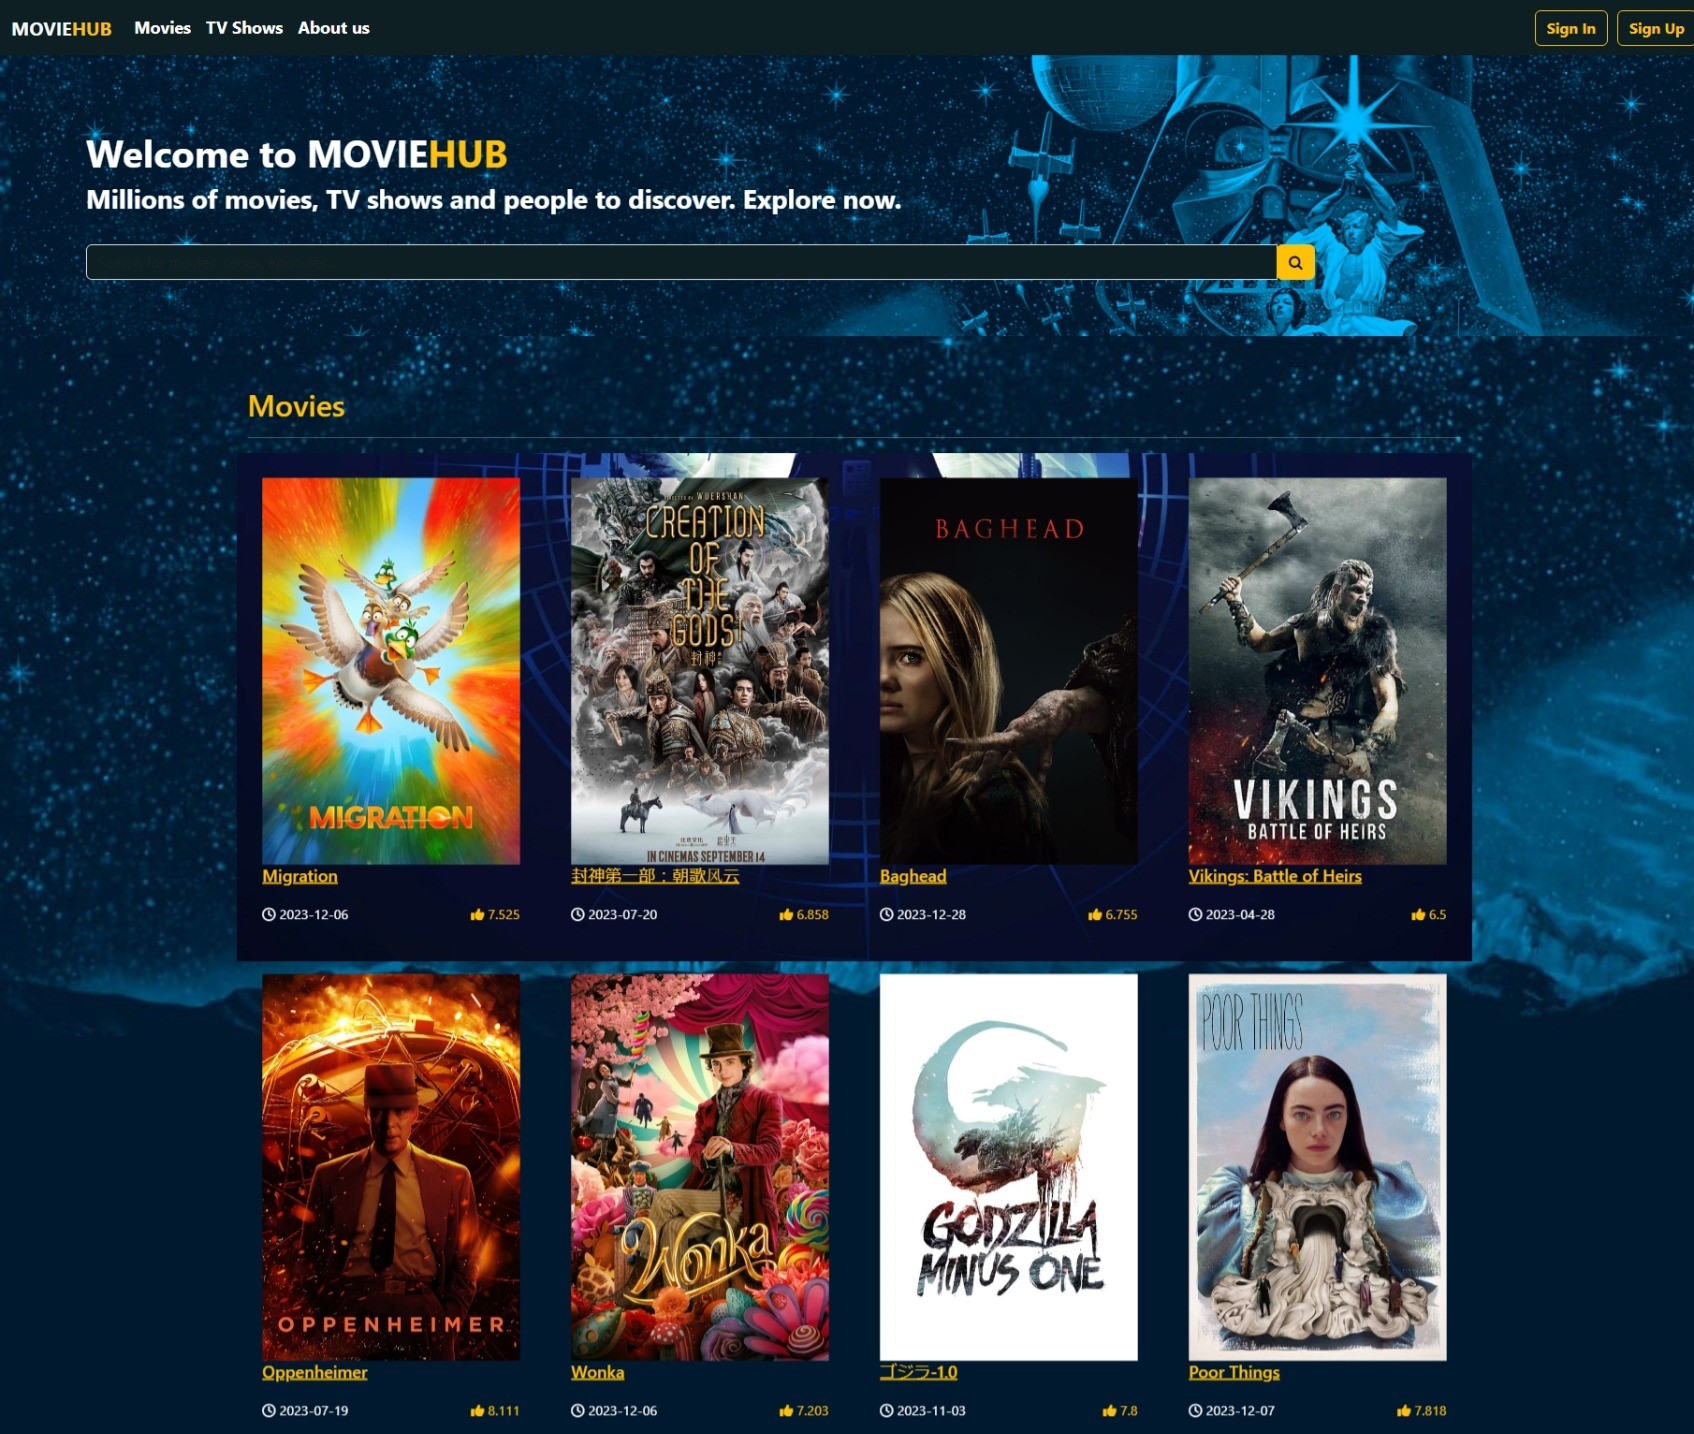 MOVIEHUB Movies TV Shows About us Sign In Sign Up
Welcome to MOVIEHUB
Millions of movies, TV shows and people to discover. Explore now.
Movies
DIRECTED BY WUERSHAN
CREATION
OF
THE
GODS
封神
IN CINEMAS SEPTEMBER 14
BAGHEAD
VIKINGS
BATTLE OF HEIRS
MIGRATION
Migration
2023-12-06 7.525
封神第一部：朝歌风云
2023-07-20 6.858
Baghead
2023-12-28 6.755
Vikings: Battle of Heirs
2023-04-28 6.5
OPPENHEIMER
Wonka
GODZILLA
MINUS ONE
POOR THINGS
Oppenheimer
2023-07-19 8.111
Wonka
2023-12-06 7.203
ゴジラ-1.0
2023-11-03 7.8
Poor Things
2023-12-07 7.818